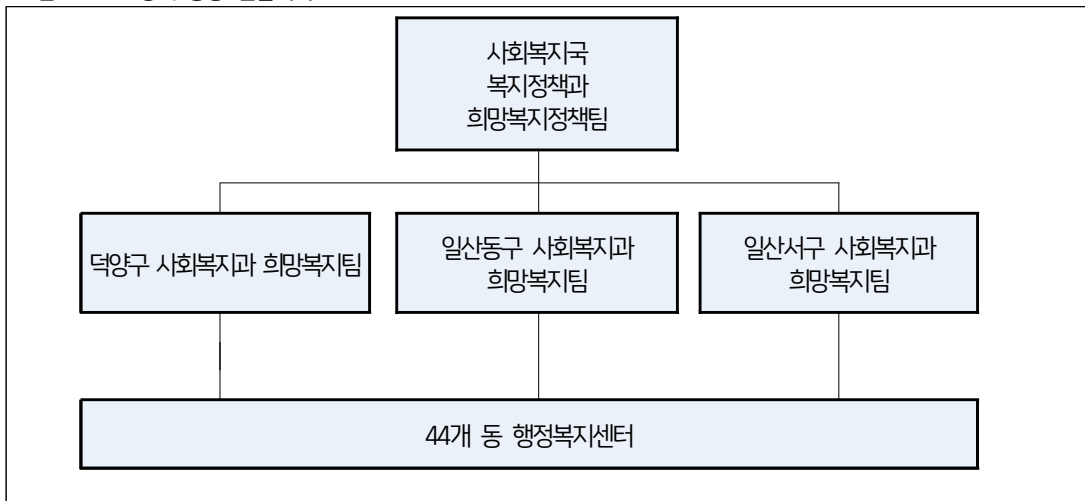 사회복지국
복지정책과
희망복지정책팀
덕양구 사회복지과 희망복지팀
일산동구 사회복지과
희망복지팀
일산서구 사회복지과
희망복지팀
44개 동 행정복지센터